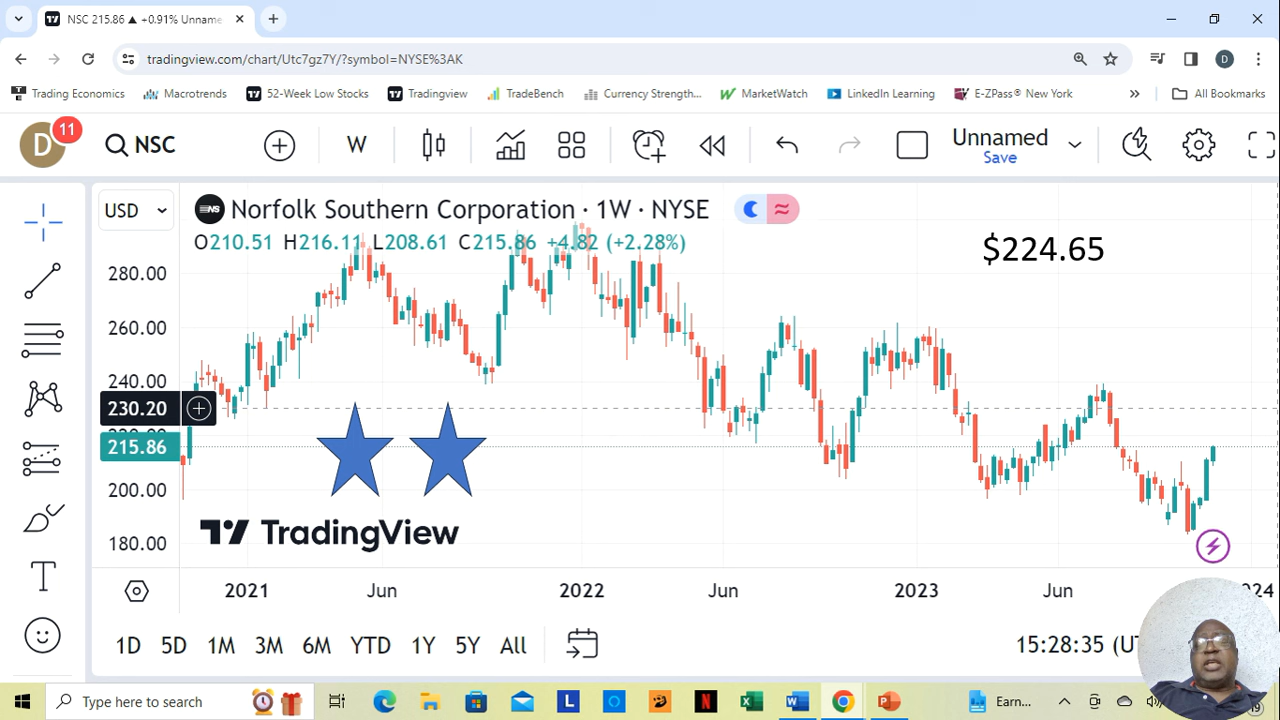 NSC 215.86 ▲ +0.91% Unname
tradingview.com/chart/Utc7gz7Y/?symbol=NYSE%3AK
D
Trading Economics
Macrotrends
52-Week Low Stocks
Tradingview
TradeBench
Currency Strength...
MarketWatch
LinkedIn Learning
E-ZPass® New York
»
All Bookmarks
D
11
NSC
W
Unnamed
Save
USD
NS
Norfolk Southern Corporation · 1W · NYSE
O210.51 H216.11 L208.61 C215.86 +4.82 (+2.28%)
$224.65
280.00
260.00
240.00
230.20
215.86
200.00
180.00
TradingView
2021
Jun
2022
Jun
2023
Jun
1D
5D
1M
3M
6M
YTD
1Y
5Y
All
15:28:35 (UT
Type here to search
Earn...